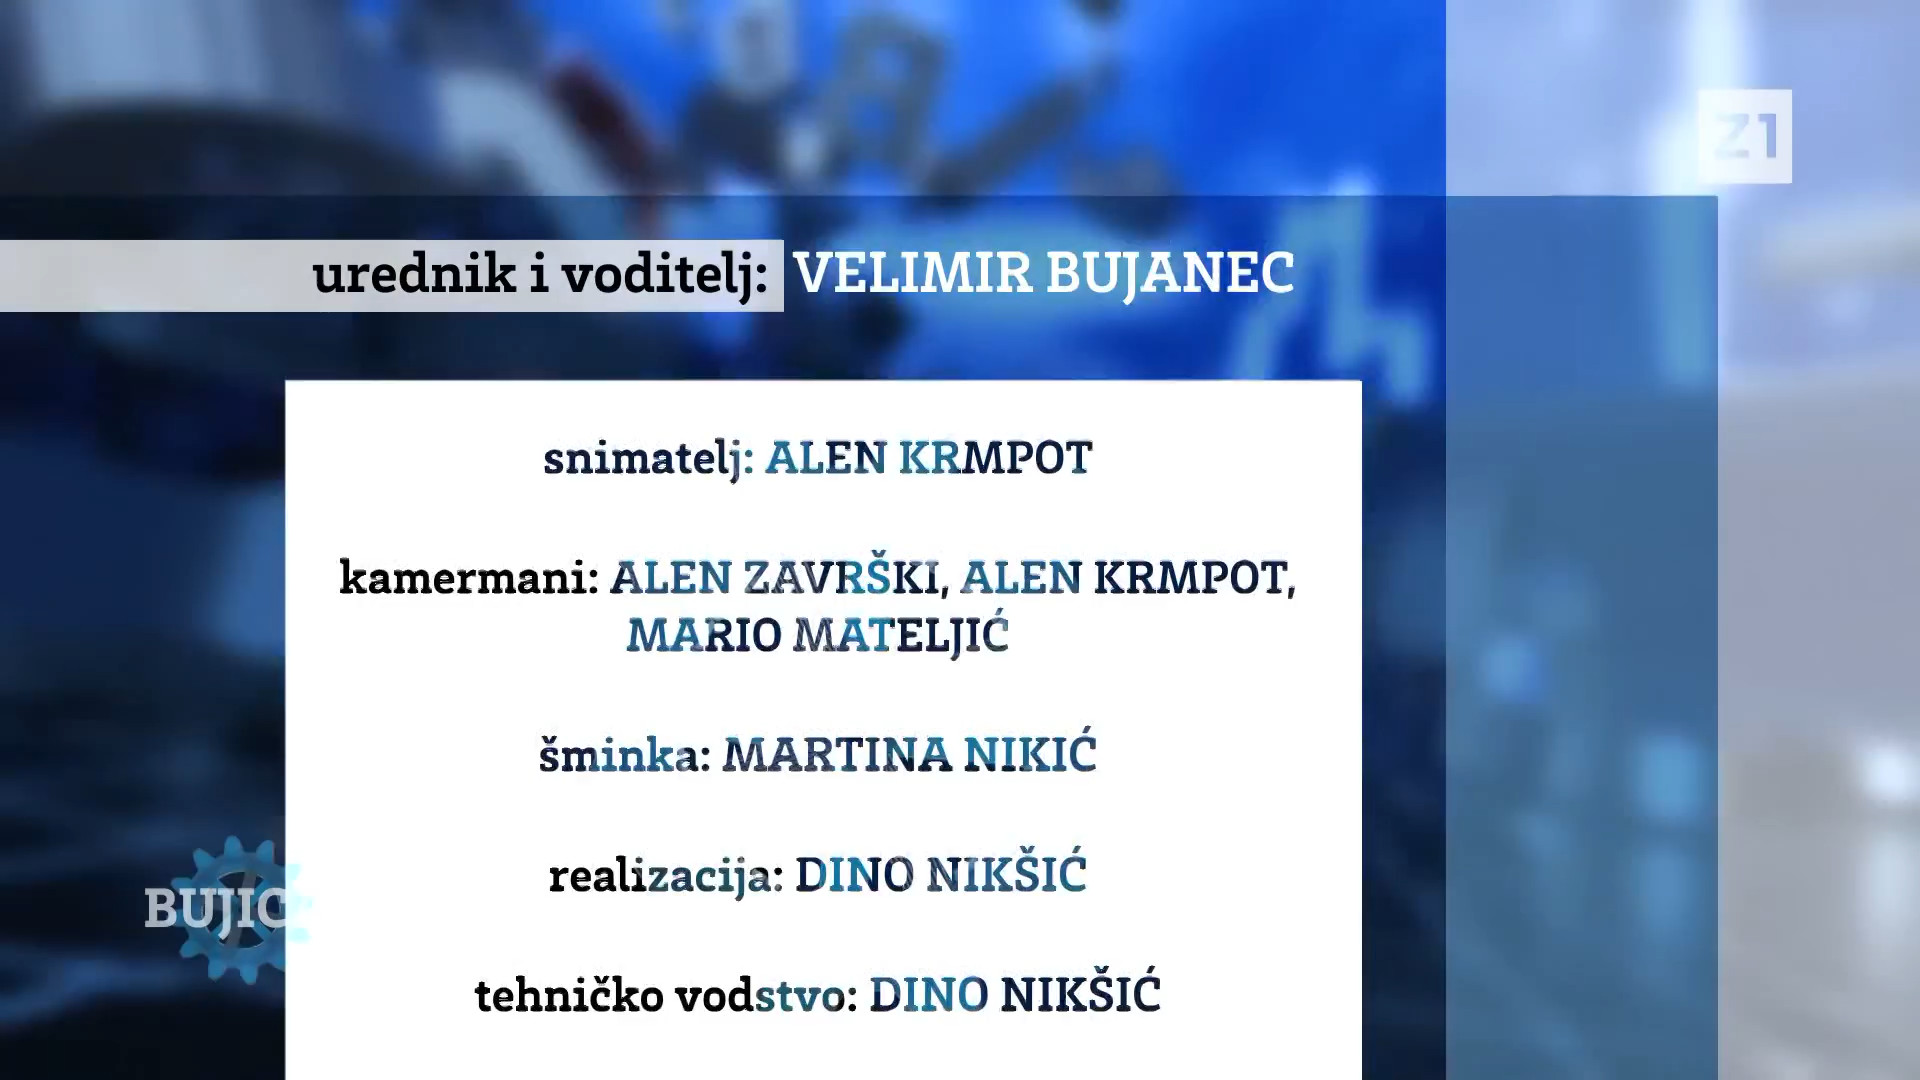 Z1
urednik i voditelj: VELIMIR BUJANEC
snimatelj: ALEN KRMPOT
kamermani: ALEN ZAVRŠKI, ALEN KRMPOT,
MARIO MATELJIĆ
šminka: MARTINA NIKIĆ
realizacija: DINO NIKŠIĆ
BUJIC
tehničko vodstvo: DINO NIKŠIĆ